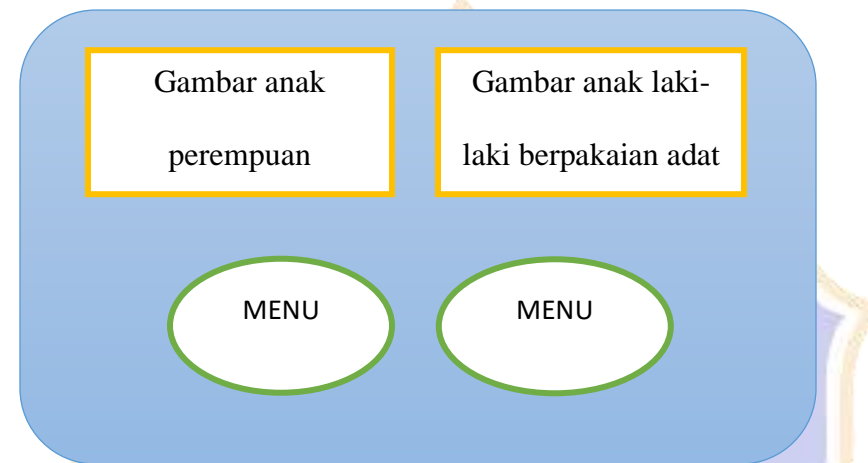 Gambar anak
perempuan
Gambar anak laki-
laki berpakaian adat
MENU
MENU